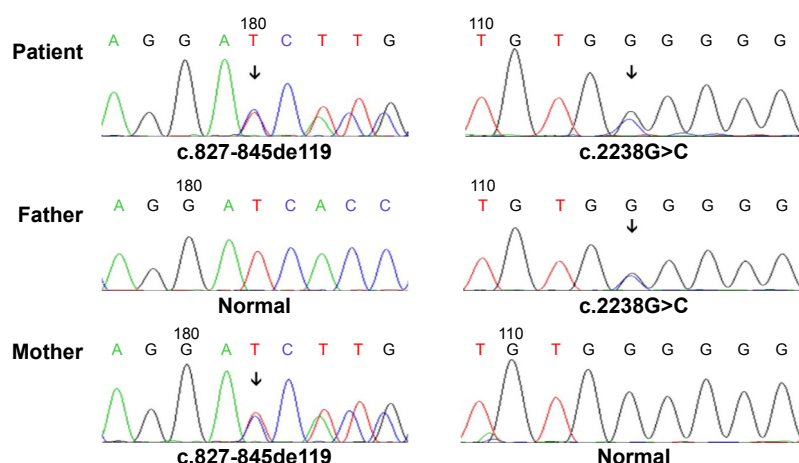 180 110
Patient A G G A T C T T G T G T G G G G G G
c.827-845de119 c.2238G>C
180 110
Father A G G A T C A C C T G T G G G G G G
Normal c.2238G>C
180 110
Mother A G G A T C T T G T G T G G G G G G
c.827-845de119 Normal